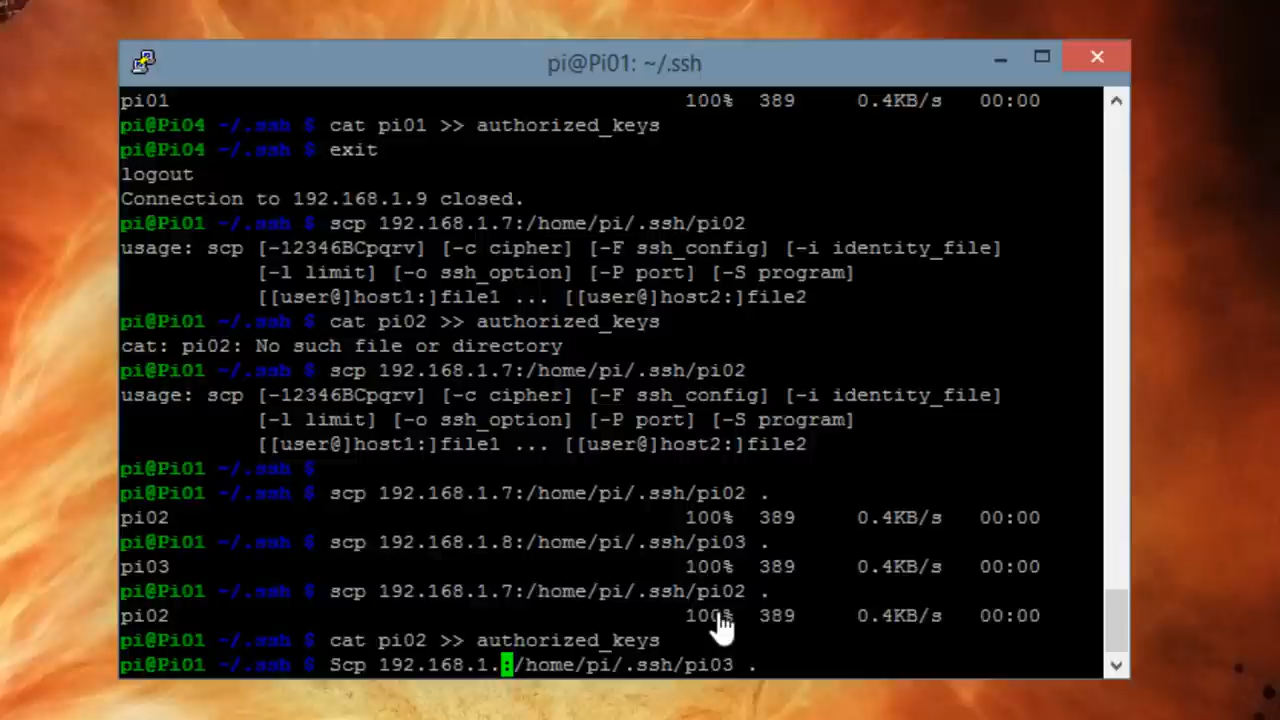 pi@Pi01: ~/.ssh
pi01 100% 389 0.4KB/s 00:00
pi@Pi04 ~/.ssh $ cat pi01 >> authorized_keys
pi@Pi04 ~/.ssh $ exit
logout
Connection to 192.168.1.9 closed.
pi@Pi01 ~/.ssh $ scp 192.168.1.7:/home/pi/.ssh/pi02
usage: scp [-12346BCpqrv] [-c cipher] [-F ssh_config] [-i identity_file]
[-l limit] [-o ssh_option] [-P port] [-S program]
[[user@]host1:]file1 ... [[user@]host2:]file2
pi@Pi01 ~/.ssh $ cat pi02 >> authorized_keys
cat: pi02: No such file or directory
pi@Pi01 ~/.ssh $ scp 192.168.1.7:/home/pi/.ssh/pi02
usage: scp [-12346BCpqrv] [-c cipher] [-F ssh_config] [-i identity_file]
[-l limit] [-o ssh_option] [-P port] [-S program]
[[user@]host1:]file1 ... [[user@]host2:]file2
pi@Pi01 ~/.ssh $
pi@Pi01 ~/.ssh $ scp 192.168.1.7:/home/pi/.ssh/pi02 .
pi02 100% 389 0.4KB/s 00:00
pi@Pi01 ~/.ssh $ scp 192.168.1.8:/home/pi/.ssh/pi03 .
pi03 100% 389 0.4KB/s 00:00
pi@Pi01 ~/.ssh $ scp 192.168.1.7:/home/pi/.ssh/pi02 .
pi02 100% 389 0.4KB/s 00:00
pi@Pi01 ~/.ssh $ cat pi02 >> authorized_keys
pi@Pi01 ~/.ssh $ Scp 192.168.1.:/home/pi/.ssh/pi03 .